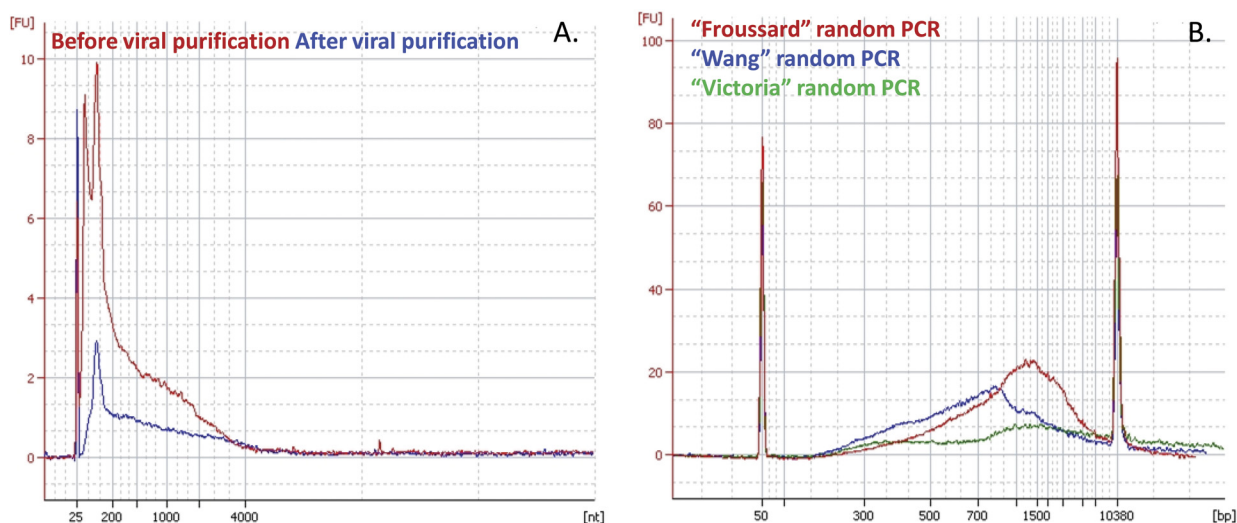 [FU]
Before viral purification After viral purification
A.
10
8
6
4
2
0
25 200 1000 4000 [nt]
[FU]
"Froussard" random PCR
B.
"Wang" random PCR
"Victoria" random PCR
100
80
60
40
20
0
50 300 500 700 1500 10380 [bp]